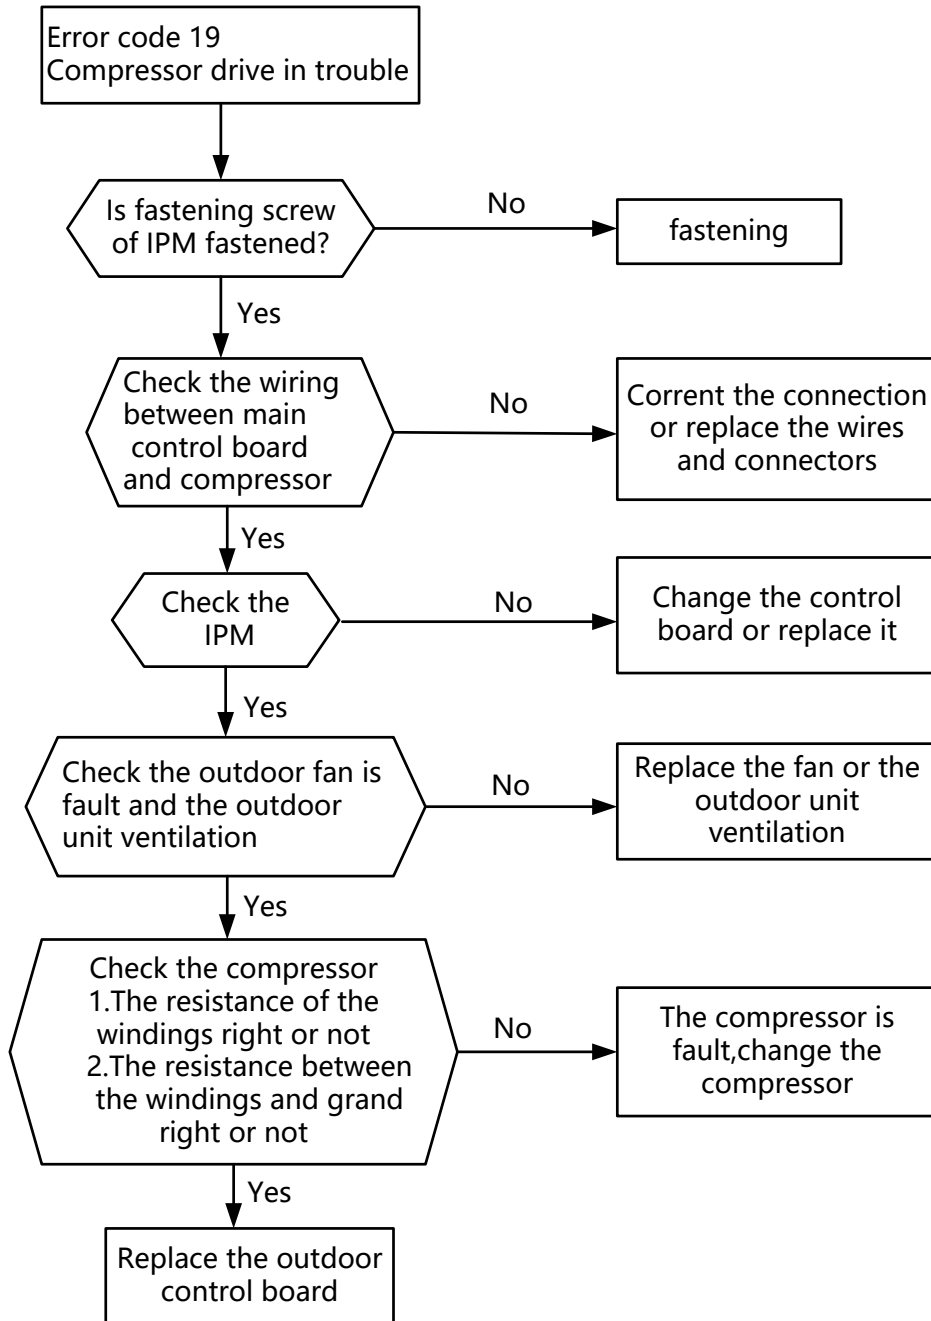 Error code 19
Compressor drive in trouble
Is fastening screw
of IPM fastened?
No
fastening
Yes
Check the wiring
between main
control board
and compressor
No
Corrent the connection
or replace the wires
and connectors
Yes
Check the
IPM
No
Change the control
board or replace it
Yes
Check the outdoor fan is
fault and the outdoor
unit ventilation
No
Replace the fan or the
outdoor unit
ventilation
Yes
Check the compressor
1.The resistance of the
windings right or not
2.The resistance between
the windings and grand
right or not
No
The compressor is
fault,change the
compressor
Yes
Replace the outdoor
control board